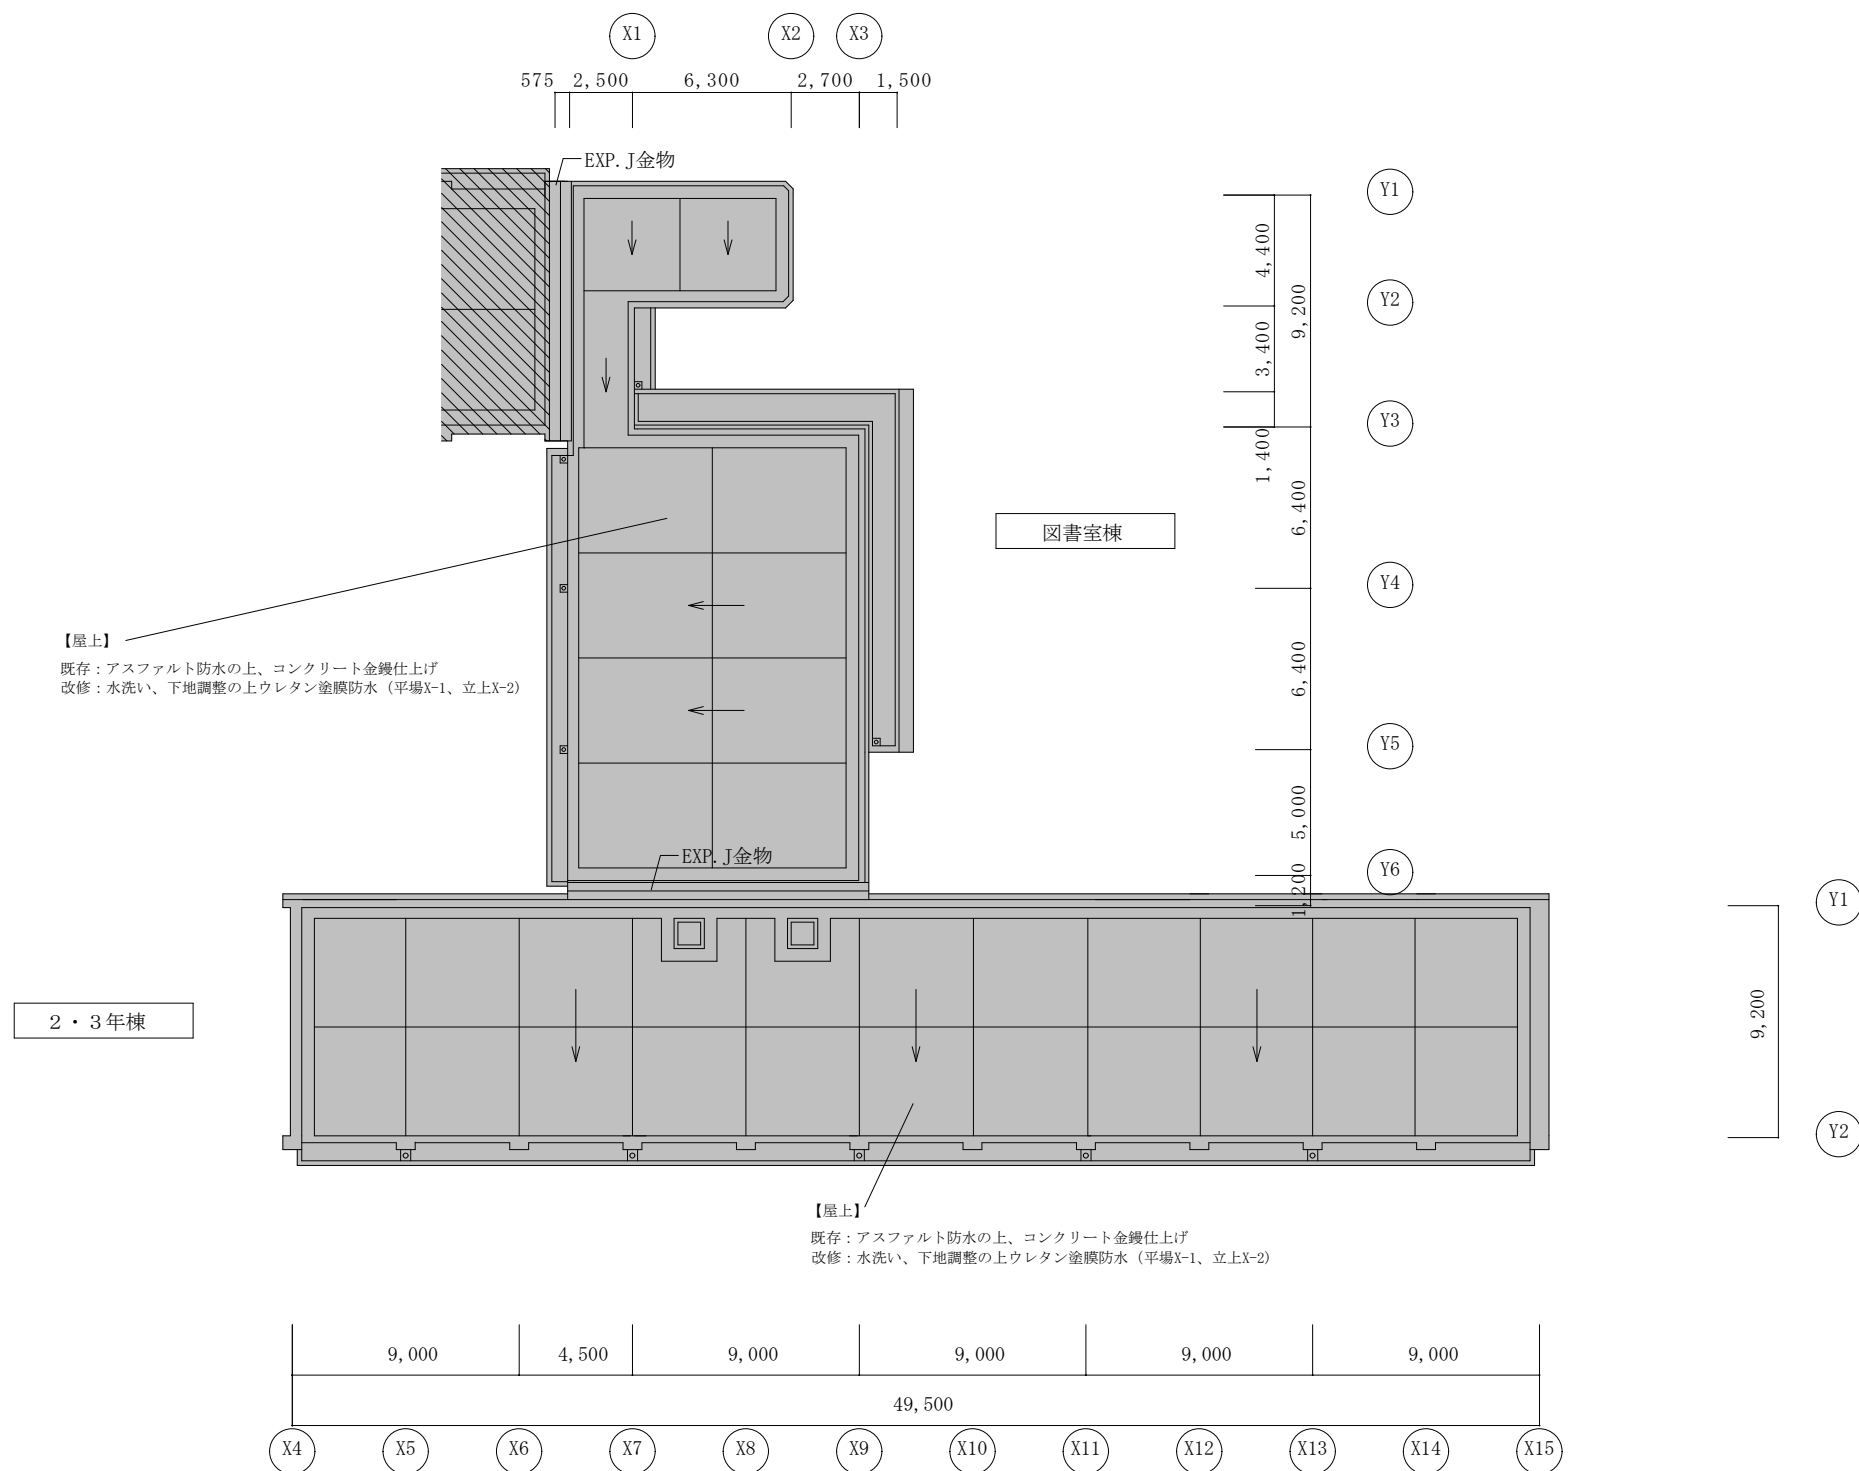 X1 X2 X3
575 2,500 6,300 2,700 1,500
EXP.J金物
Y1
4,400
Y2
9,200
3,400
Y3
1,400
6,400
図書室棟
Y4
【屋上】
既存：アスファルト防水の上、コンクリート金鏝仕上げ
改修：水洗い、下地調整の上ウレタン塗膜防水（平場X-1、立上X-2）
6,400
Y5
5,000
EXP.J金物
Y6
1,200
Y1
２・３年棟
9,200
Y2
【屋上】
既存：アスファルト防水の上、コンクリート金鏝仕上げ
改修：水洗い、下地調整の上ウレタン塗膜防水（平場X-1、立上X-2）
9,000 4,500 9,000 9,000 9,000 9,000
49,500
X4 X5 X6 X7 X8 X9 X10 X11 X12 X13 X14 X15